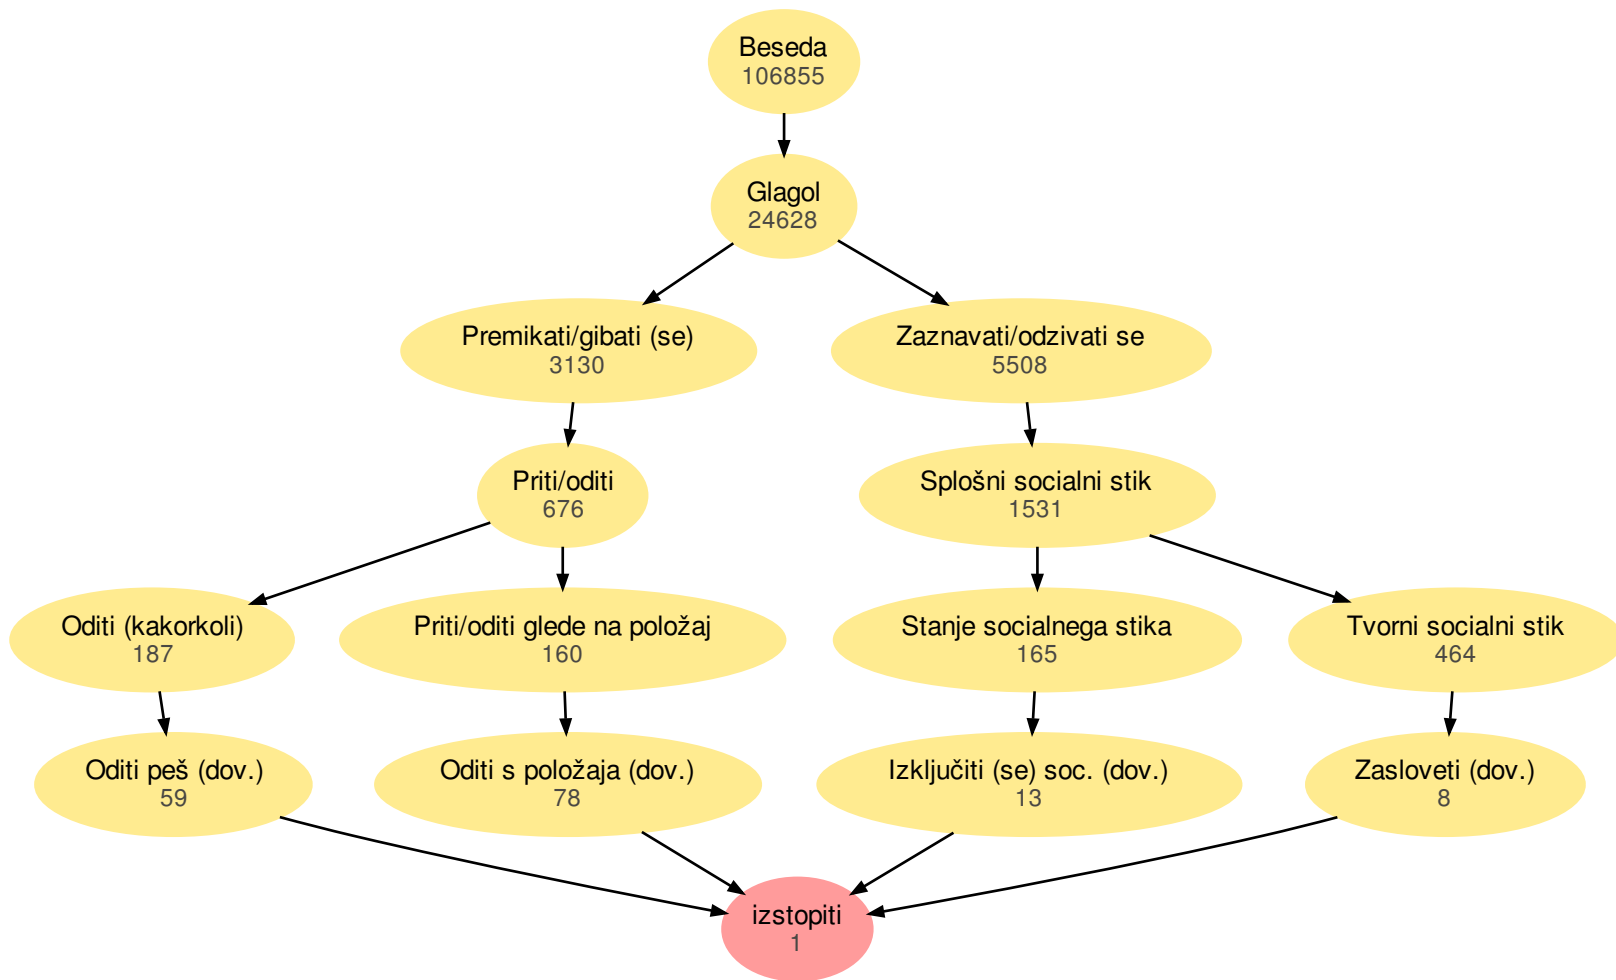 Beseda
106855
Glagol
24628
Premikati/gibati (se)
3130
Zaznavati/odzivati se
5508
Priti/oditi
676
Splošni socialni stik
1531
Oditi (kakorkoli)
187
Priti/oditi glede na položaj
160
Stanje socialnega stika
165
Tvorni socialni stik
464
Oditi peš (dov.)
59
Oditi s položaja (dov.)
78
Izključiti (se) soc. (dov.)
13
Zasloveti (dov.)
8
izstopiti
1